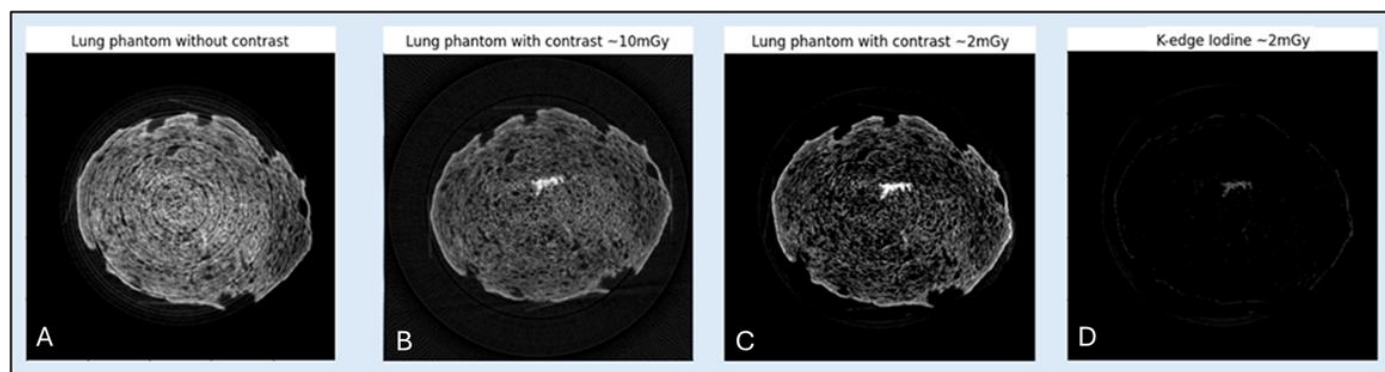 Lung phantom without contrast
Lung phantom with contrast ~10mGy
Lung phantom with contrast ~2mGy
K-edge Iodine ~2mGy
A
B
C
D